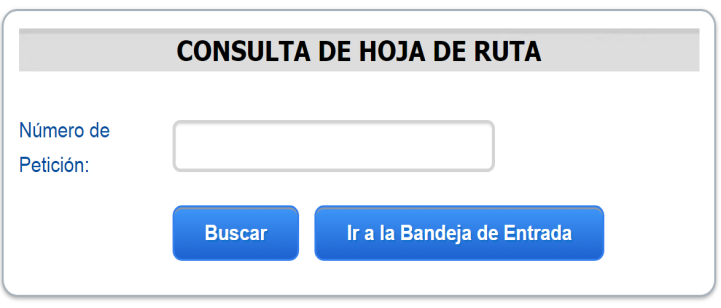 CONSULTA DE HOJA DE RUTA
Número de
Petición:
Buscar
Ir a la Bandeja de Entrada